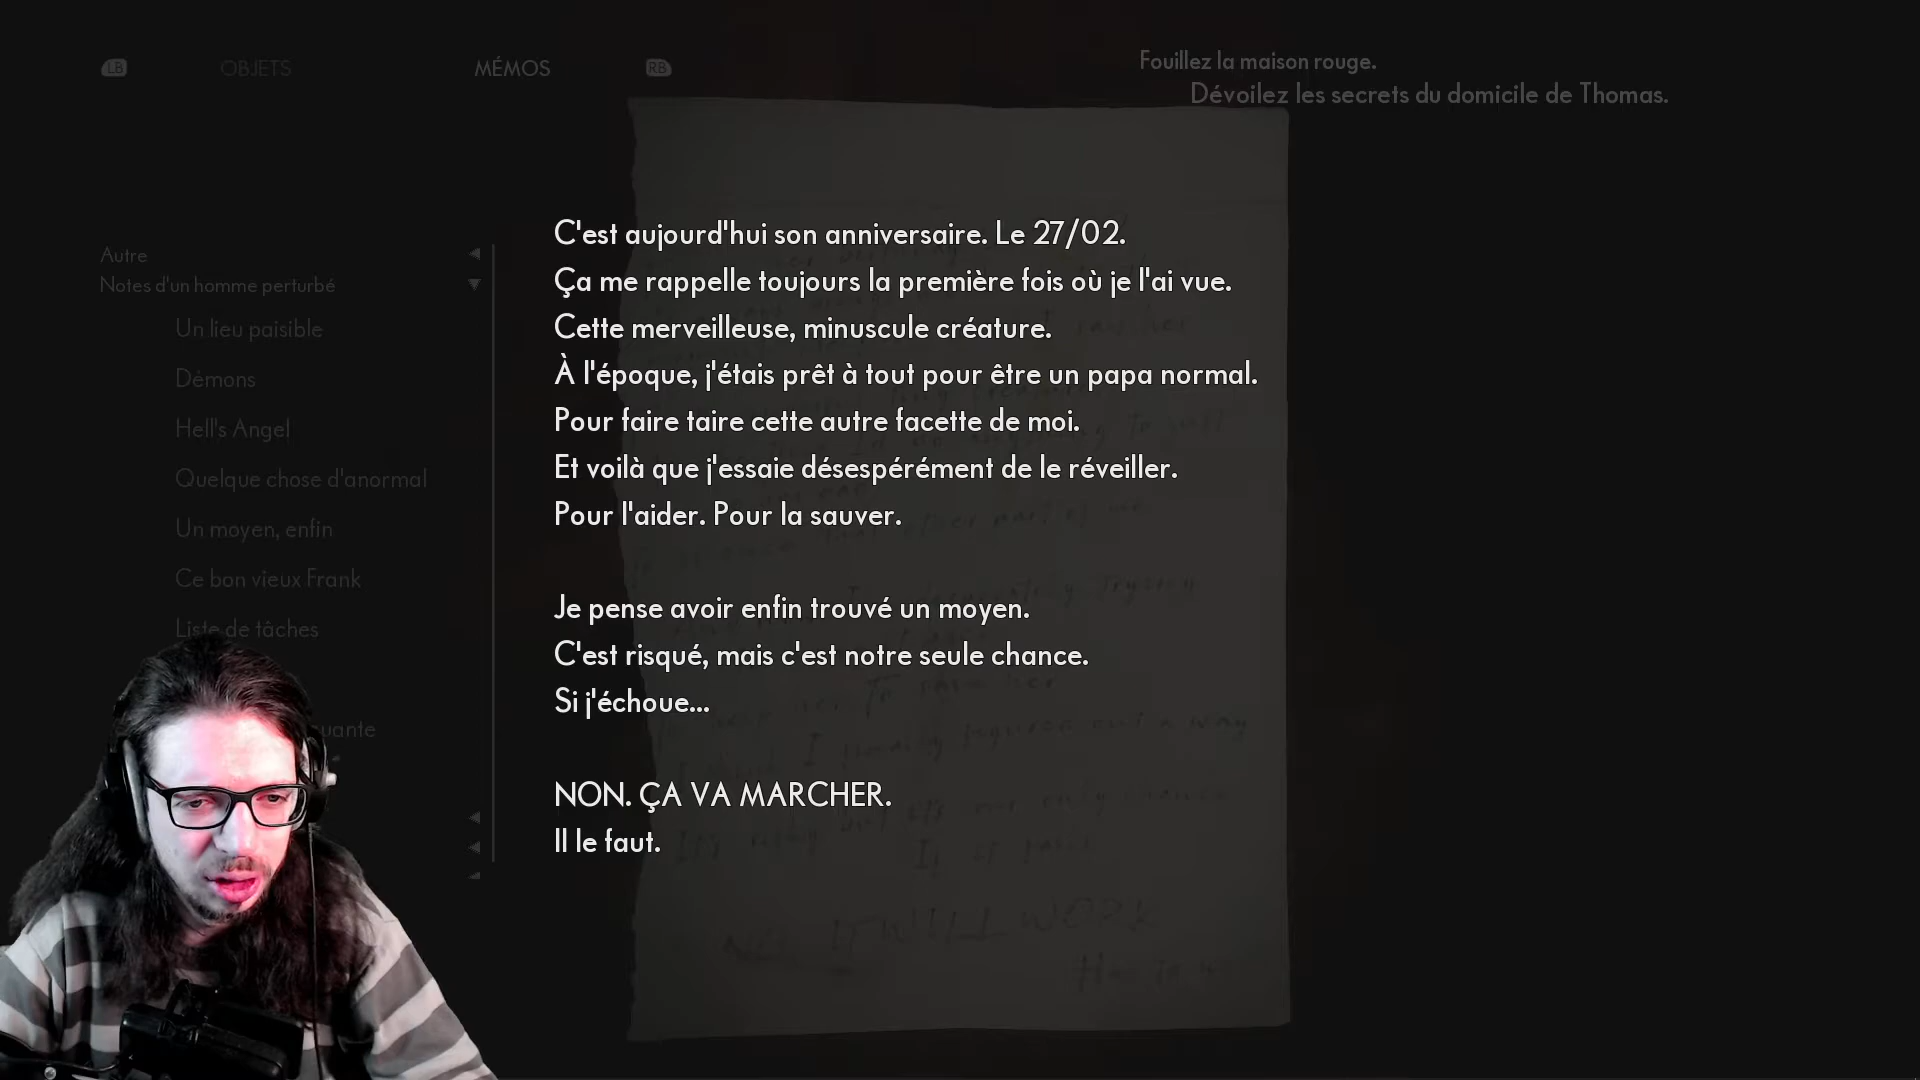 LB
OBJETS
MÉMOS
RB
Fouillez la maison rouge.
Dévoilez les secrets du domicile de Thomas.
Autre
Notes d'un homme perturbé
Un lieu paisible
Démons
Hell's Angel
Quelque chose d'anormal
Un moyen, enfin
Ce bon vieux Frank
Liste de tâches
C'est aujourd'hui son anniversaire. Le 27/02.
Ça me rappelle toujours la première fois où je l'ai vue.
Cette merveilleuse, minuscule créature.
À l'époque, j'étais prêt à tout pour être un papa normal.
Pour faire taire cette autre facette de moi.
Et voilà que j'essaie désespérément de le réveiller.
Pour l'aider. Pour la sauver.
Je pense avoir enfin trouvé un moyen.
C'est risqué, mais c'est notre seule chance.
Si j'échoue...
NON. ÇA VA MARCHER.
Il le faut.
IT WILL WORK